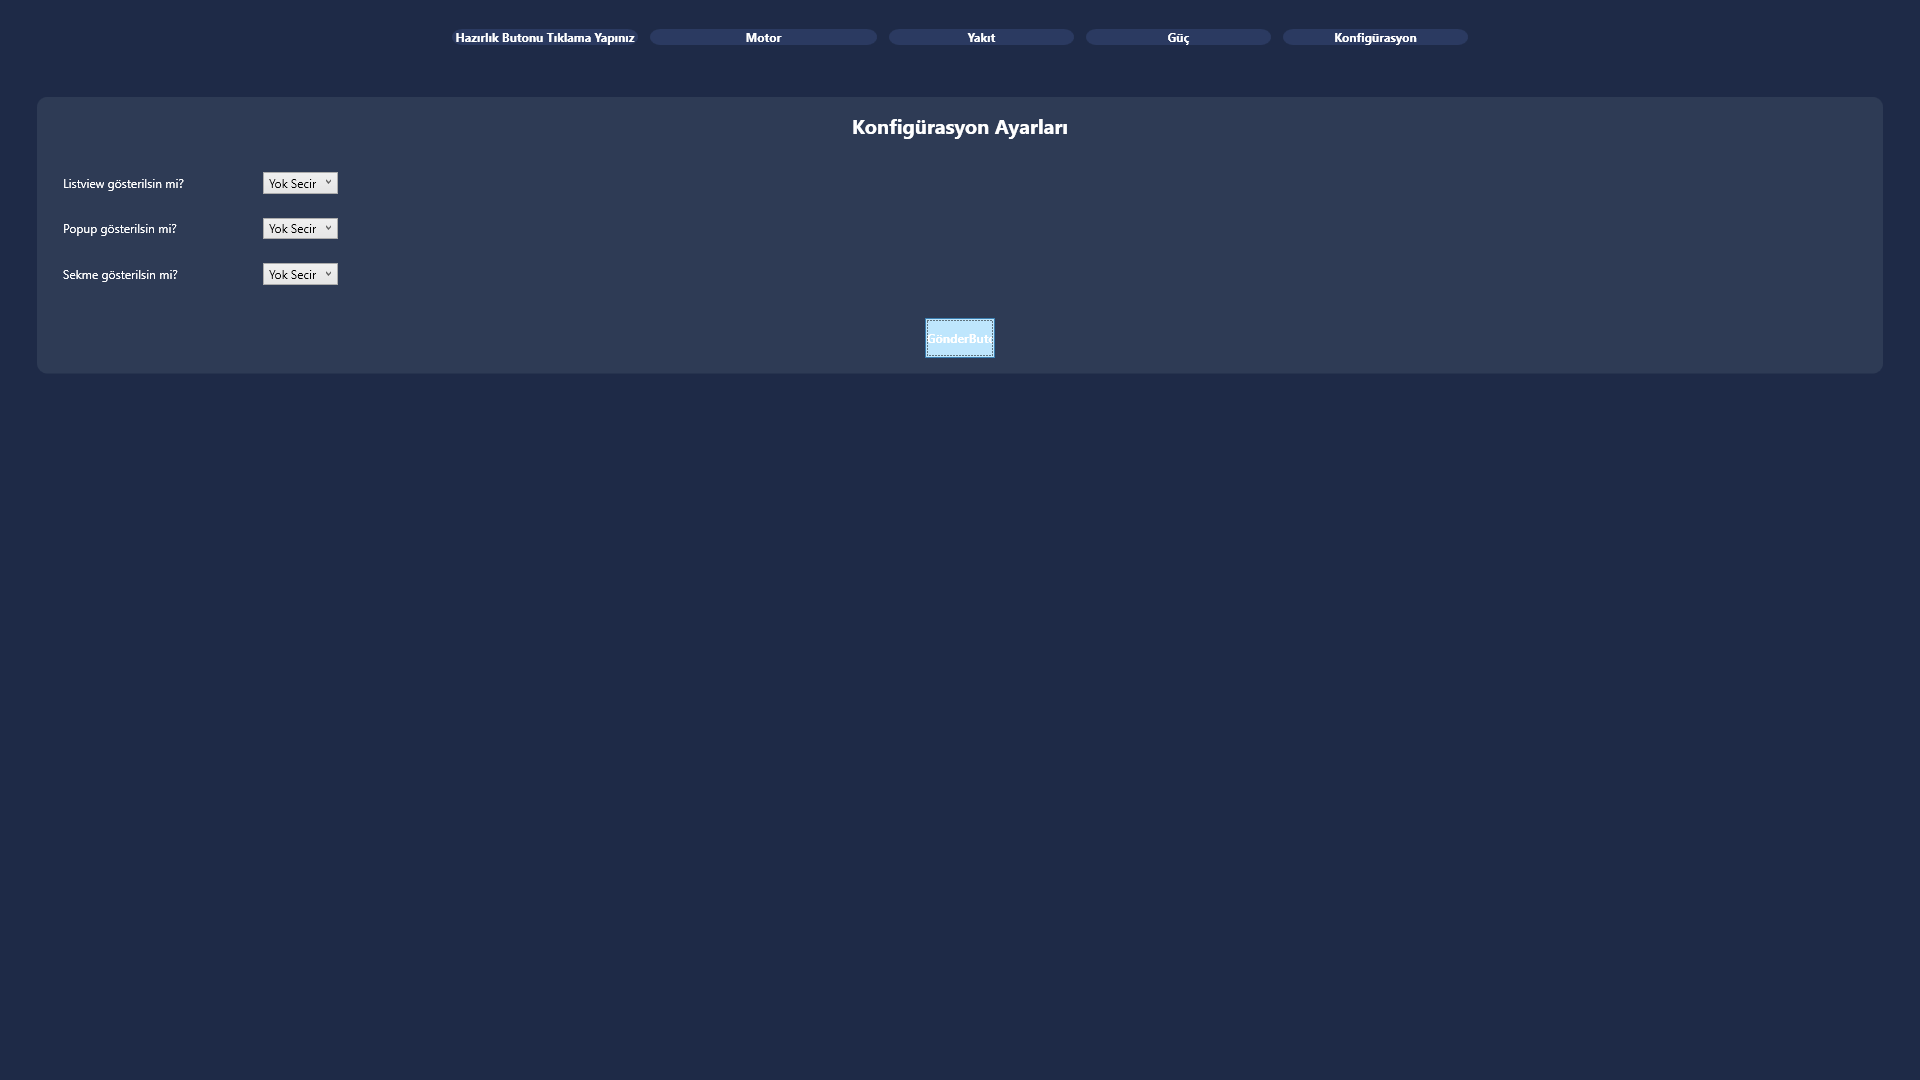 Hazırlık Butonu Tıklama Yapınız Motor Yakıt Güç Konfigürasyon
Konfigürasyon Ayarları
Listview gösterilsin mi? Yok Secir
Popup gösterilsin mi? Yok Secir
Sekme gösterilsin mi? Yok Secir
GönderBut